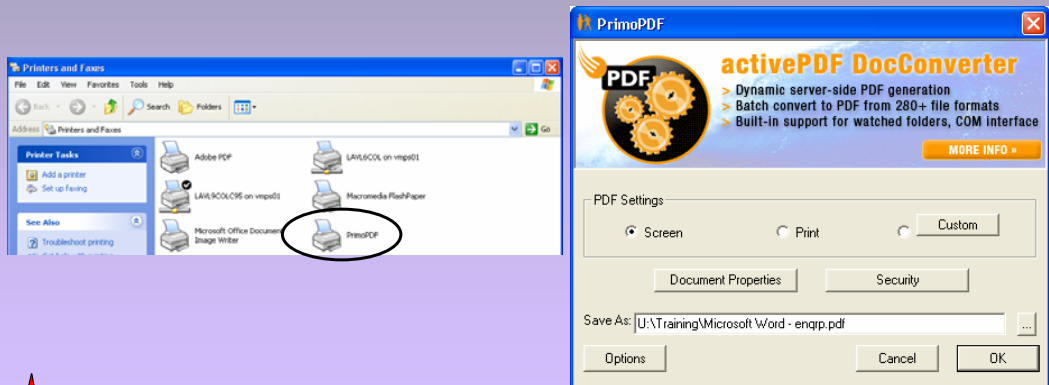 Printers and Faxes
File Edit View Favorites Tools Help
Back Search Folders
Address Printers and Faxes Go
Printer Tasks
Add a printer
Set up faxing
See Also
Troubleshoot printing
Adobe PDF
LAVL6COL on vmps01
LAVL9COLC95 on vmps01
Macromedia FlashPaper
Microsoft Office Document
Image Writer
PrimoPDF
PrimoPDF
PDF
activePDF DocConverter
> Dynamic server-side PDF generation
> Batch convert to PDF from 280+ file formats
> Built-in support for watched folders, COM interface
MORE INFO »
PDF Settings
Screen Print Custom
Document Properties Security
Save As: U:\Training\Microsoft Word - enqrp.pdf ...
Options Cancel OK